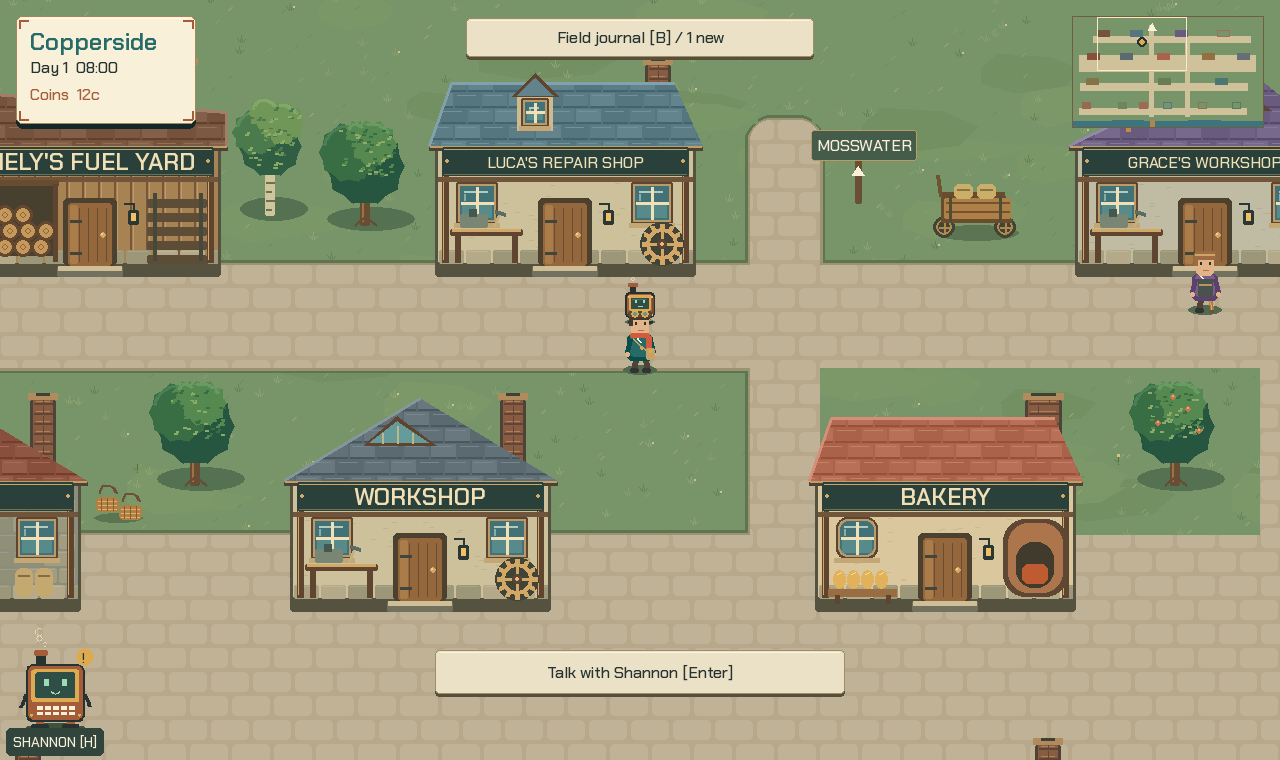 Copperside
Day 1 08:00
Coins 12c
Field journal [B] / 1 new
MOSSWATER
ELY'S FUEL YARD
LUCA'S REPAIR SHOP
GRACE'S WORKSHOP
WORKSHOP
BAKERY
!
Talk with Shannon [Enter]
SHANNON [H]